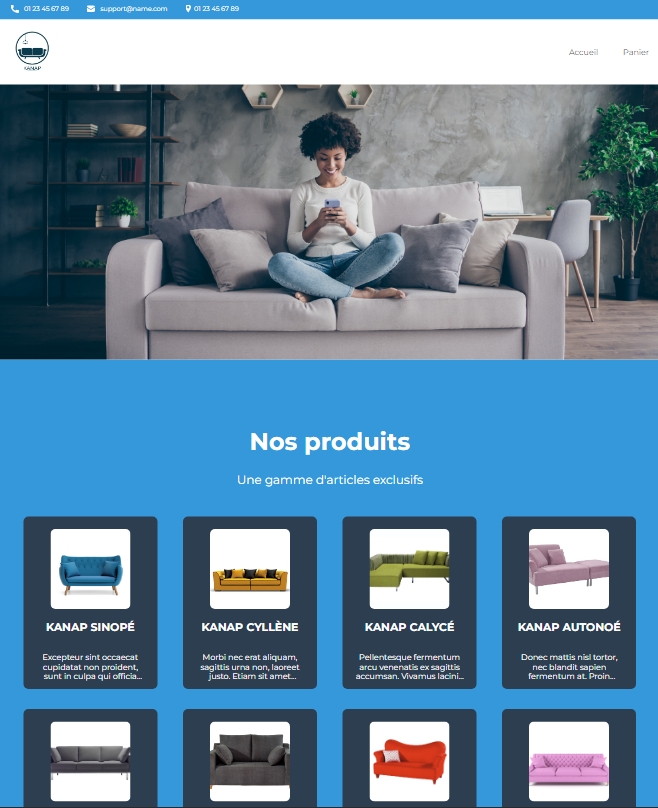 01 23 45 67 89 support@name.com 01 23 45 67 89
KANAP
Accueil Panier
Nos produits
Une gamme d'articles exclusifs
KANAP SINOPÉ
Excepteur sint occaecat
cupidatat non proident,
sunt in culpa qui officia...
KANAP CYLLÈNE
Morbi nec erat aliquam,
sagittis urna non, laoreet
justo. Etiam sit amet...
KANAP CALYCÉ
Pellentesque fermentum
arcu venenatis ex sagittis
accumsan. Vivamus lacini...
KANAP AUTONOÉ
Donec mattis nisl tortor,
nec blandit sapien
fermentum at. Proin...